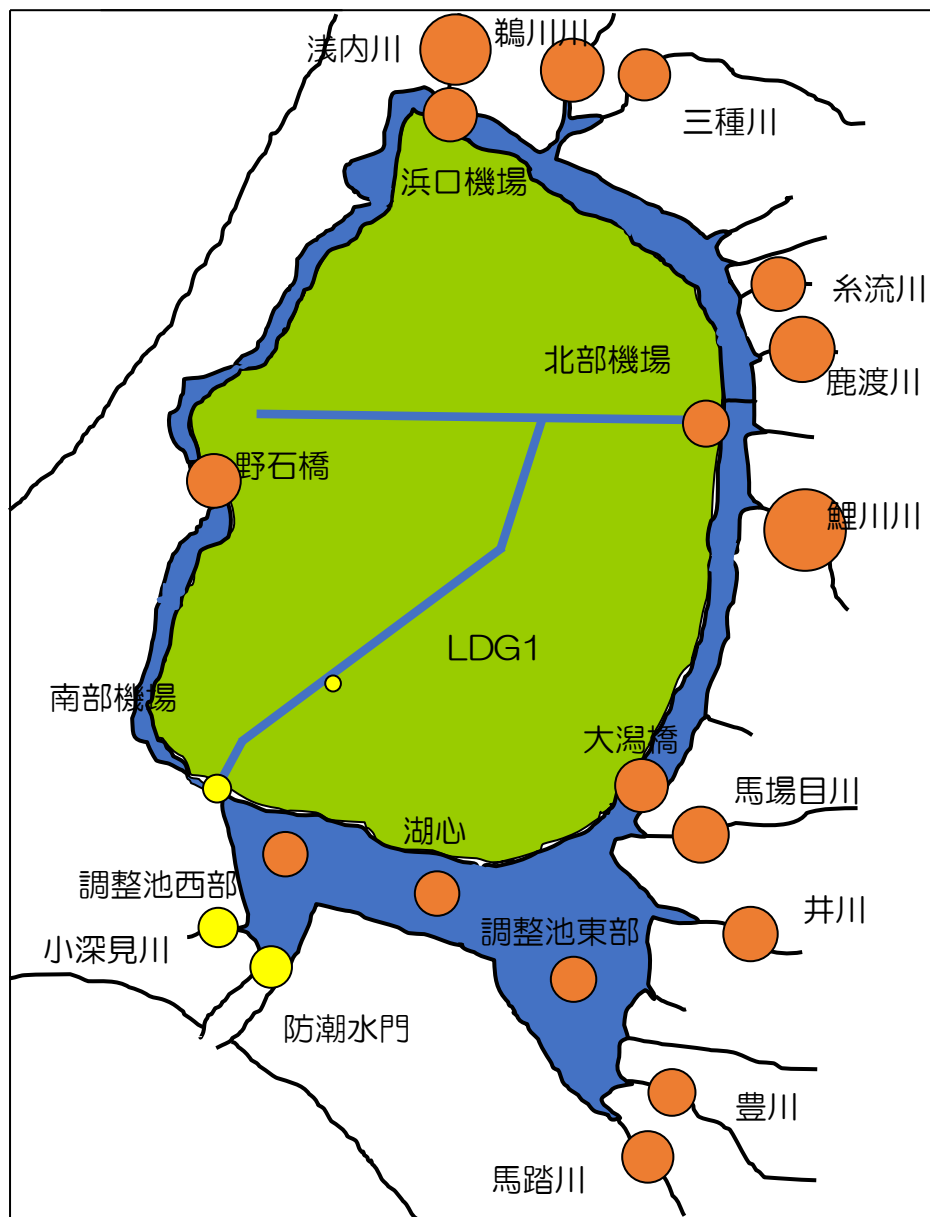 浅内川
鵜川川
三種川
浜口機場
糸流川
北部機場
鹿渡川
野石橋
鯉川川
LDG1
南部機場
大潟橋
馬場目川
湖心
調整池西部
井川
調整池東部
小深見川
防潮水門
豊川
馬踏川